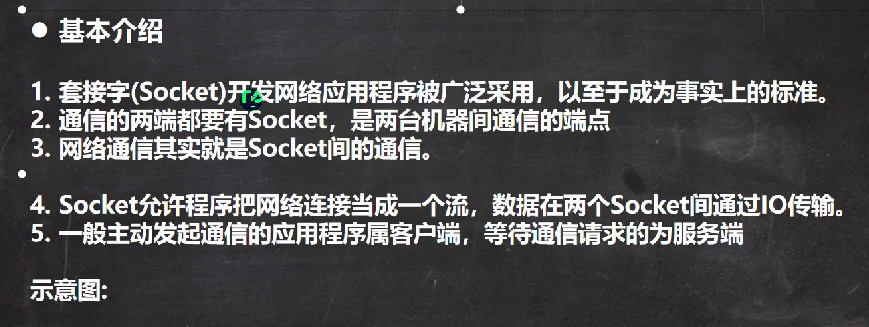 ● 基本介绍
1. 套接字(Socket)开发网络应用程序被广泛采用，以至于成为事实上的标准。
2. 通信的两端都要有Socket，是两台机器间通信的端点
3. 网络通信其实就是Socket间的通信。
4. Socket允许程序把网络连接当成一个流，数据在两个Socket间通过IO传输。
5. 一般主动发起通信的应用程序属客户端，等待通信请求的为服务端
示意图: